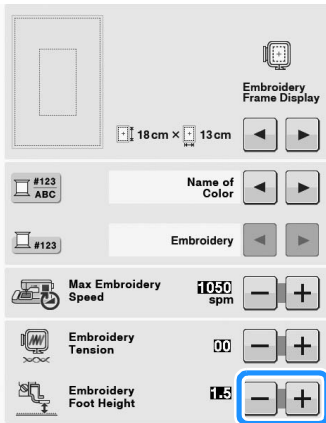 Embroidery
Frame Display
18 cm × 13 cm
#123
ABC
Name of
Color
#123
Embroidery
Max Embroidery
Speed
1050
spm
Embroidery
Tension
00
Embroidery
Foot Height
1.5